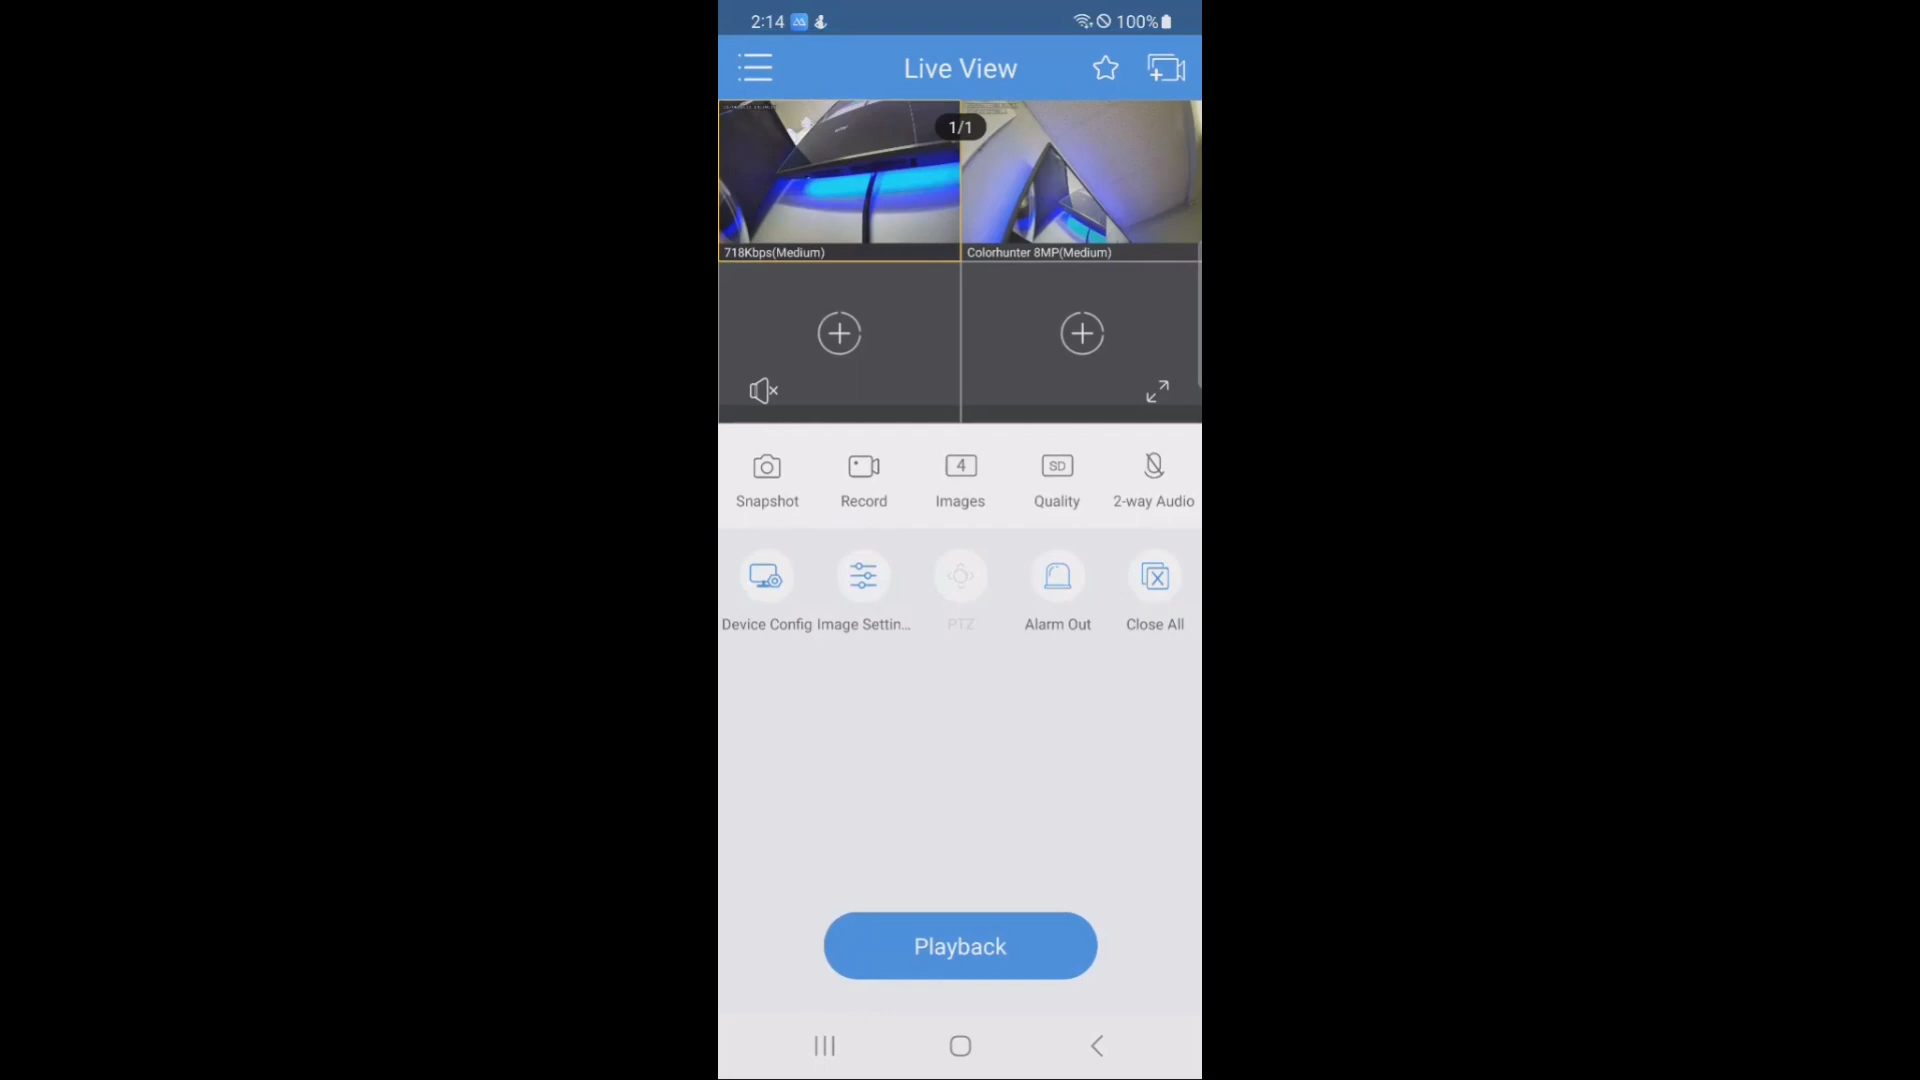 2:14
100%
Live View
1/1
718Kbps(Medium)
Colorhunter 8MP(Medium)
4
SD
Snapshot
Record
Images
Quality
2-way Audio
Device Config
Image Settin...
PTZ
Alarm Out
Close All
Playback